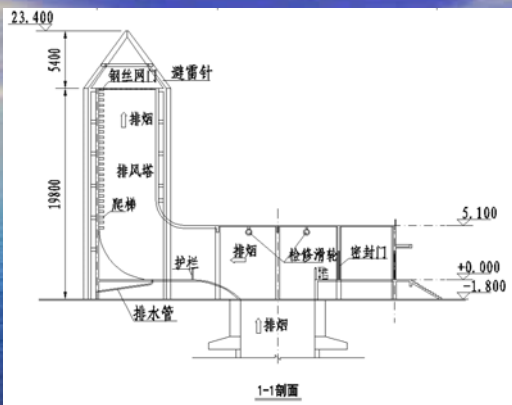 23.400
5400
钢丝网门
避雷针
排烟
排风塔
19800
爬梯
5.100
护栏
排烟
检修滑轮
密封门
+0.000
-1.800
排水管
排烟
1-1剖面